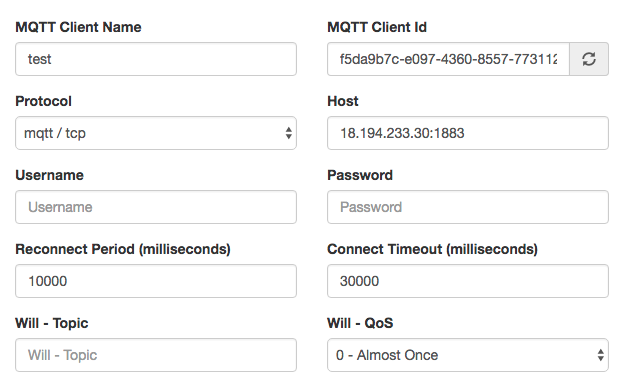 MQTT Client Name MQTT Client Id
test f5da9b7c-e097-4360-8557-773112
Protocol Host
mqtt / tcp 18.194.233.30:1883
Username Password
Username Password
Reconnect Period (milliseconds) Connect Timeout (milliseconds)
10000 30000
Will - Topic Will - QoS
Will - Topic 0 - Almost Once